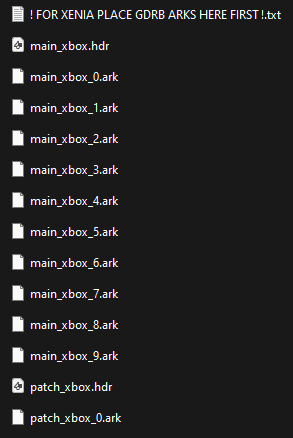 ! FOR XENIA PLACE GDRB ARKS HERE FIRST !.txt
main_xbox.hdr
main_xbox_0.ark
main_xbox_1.ark
main_xbox_2.ark
main_xbox_3.ark
main_xbox_4.ark
main_xbox_5.ark
main_xbox_6.ark
main_xbox_7.ark
main_xbox_8.ark
main_xbox_9.ark
patch_xbox.hdr
patch_xbox_0.ark